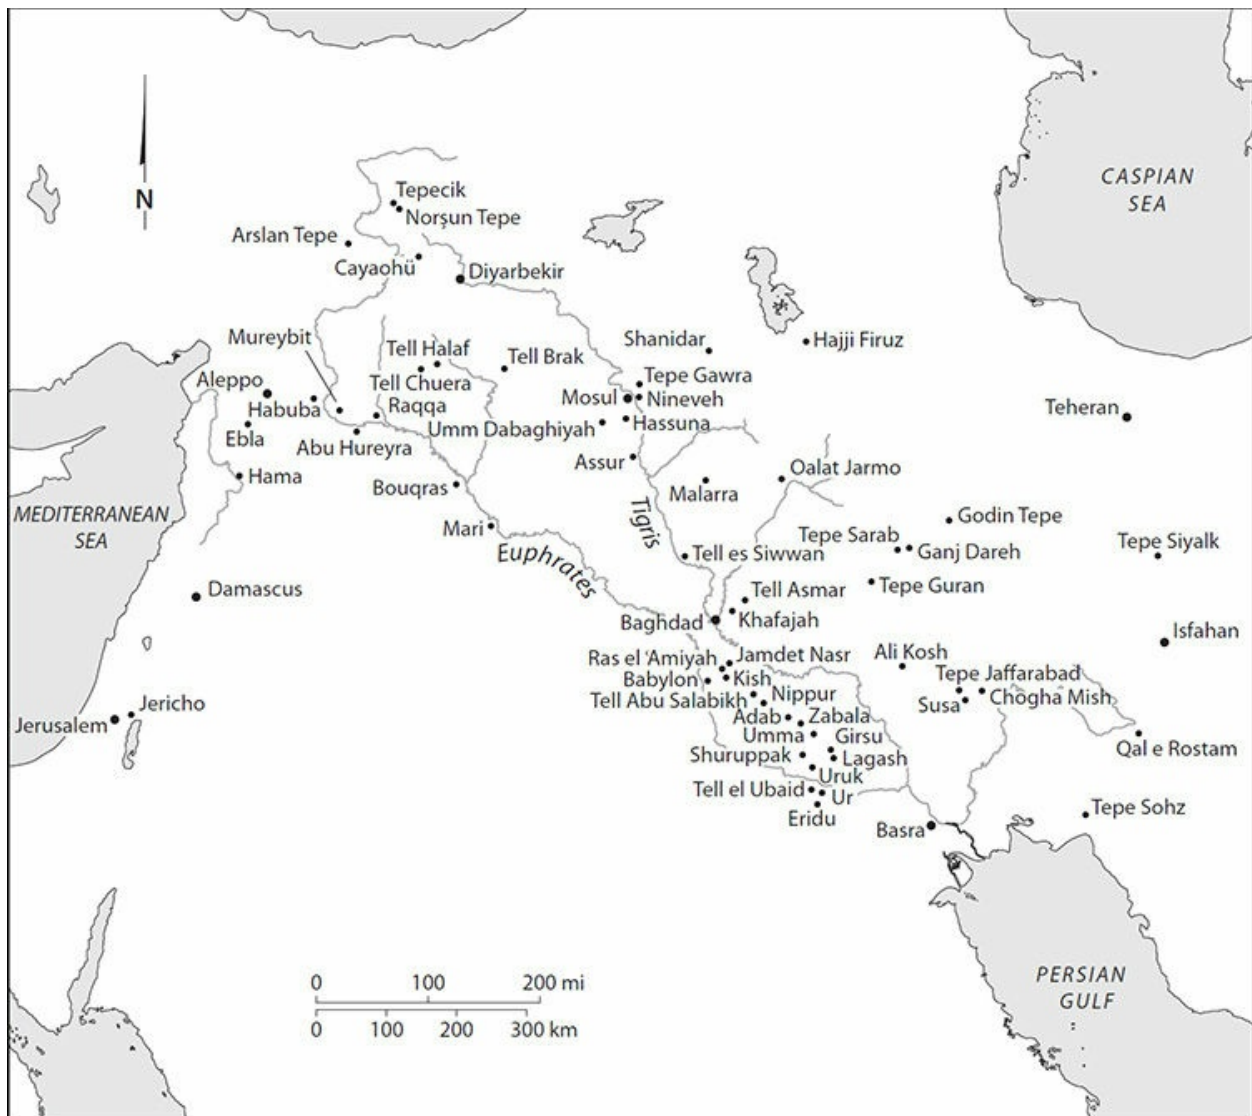 CASPIAN
SEA
N
Tepecik
Norşun Tepe
Arslan Tepe
Cayaohü
Diyarbekir
Mureybit
Shanidar
Hajji Firuz
Tell Halaf
Tell Brak
Aleppo
Tell Chuera
Tepe Gawra
Habuba
Raqqa
Mosul
Nineveh
Teheran
Ebla
Abu Hureyra
Umm Dabaghiyah
Hassuna
Hama
Bouqras
Assur
Malarra
Oalat Jarmo
MEDITERRANEAN
SEA
Mari
Euphrates
Tigris
Godin Tepe
Tepe Sarab
Ganj Dareh
Tepe Siyalk
Tell es Siwwan
Damascus
Tell Asmar
Tepe Guran
Baghdad
Khafajah
Isfahan
Ras el ‘Amiyah
Jamdet Nasr
Ali Kosh
Babylon
Kish
Tepe Jaffarabad
Tell Abu Salabikh
Nippur
Susa
Chogha Mish
Jericho
Jerusalem
Adab
Zabala
Umma
Girsu
Qal e Rostam
Shuruppak
Lagash
Uruk
Tell el Ubaid
Ur
Eridu
Basra
Tepe Sohz
0 100 200 mi
0 100 200 300 km
PERSIAN
GULF